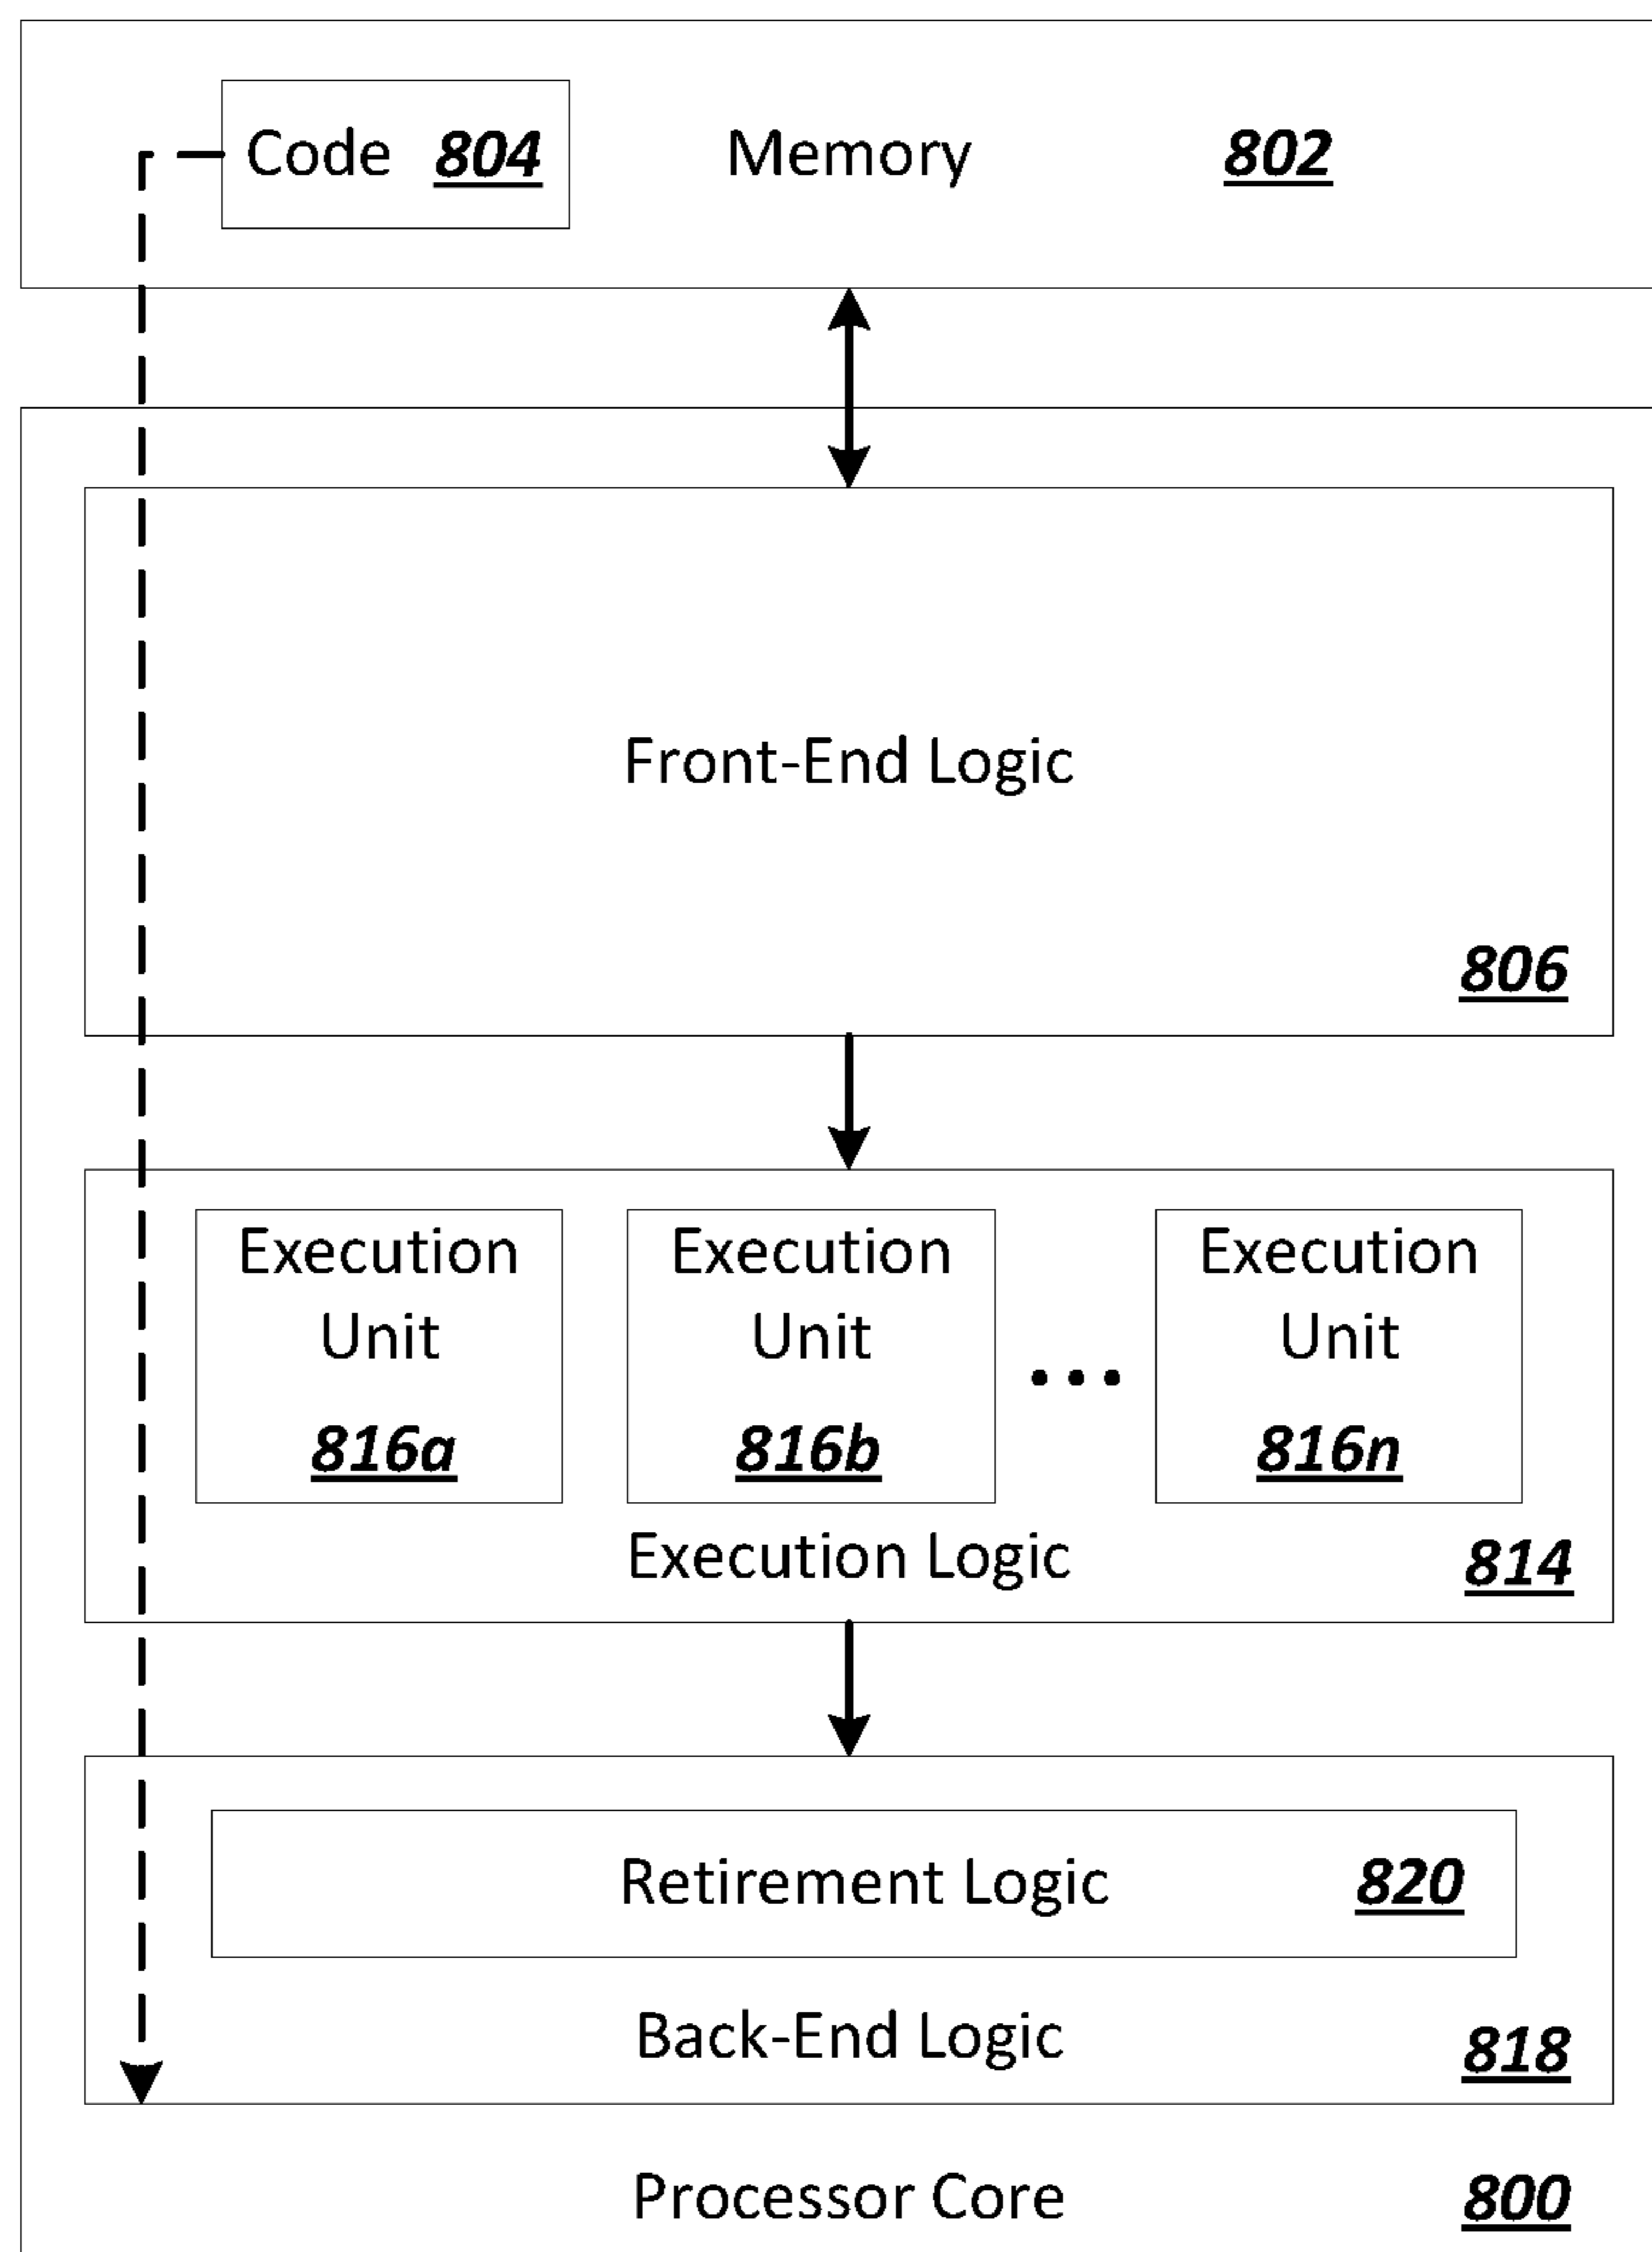 Code 804 Memory 802
Front-End Logic
806
Execution Execution Execution
Unit Unit Unit
816a 816b ... 816n
Execution Logic 814
Retirement Logic 820
Back-End Logic 818
Processor Core 800